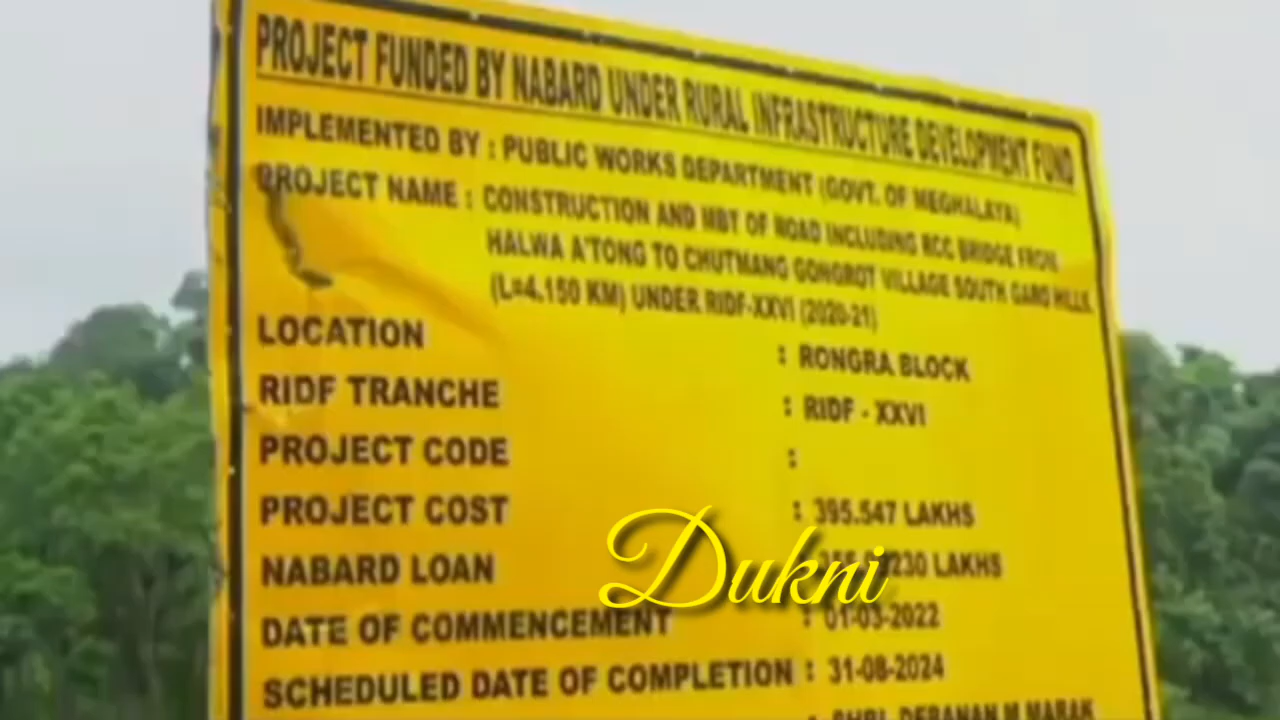 PROJECT FUNDED BY NABARD UNDER RURAL INFRASTRUCTURE DEVELOPMENT FUND
IMPLEMENTED BY : PUBLIC WORKS DEPARTMENT (GOVT. OF MEGHALAYA)
PROJECT NAME : CONSTRUCTION AND MBT OF ROAD INCLUDING RCC BRIDGE FROM
HALWA A'TONG TO CHUTMANG GONGROT VILLAGE SOUTH GARO HILLS.
(L=4.150 KM) UNDER RIDF-XXVI (2020-21)
LOCATION : RONGRA BLOCK
RIDF TRANCHE : RIDF - XXVI
PROJECT CODE :
PROJECT COST : 395.547 LAKHS
NABARD LOAN : LAKHS
Dukni
DATE OF COMMENCEMENT : 01-03-2022
SCHEDULED DATE OF COMPLETION : 31-08-2024
: SHRI. M MARAK